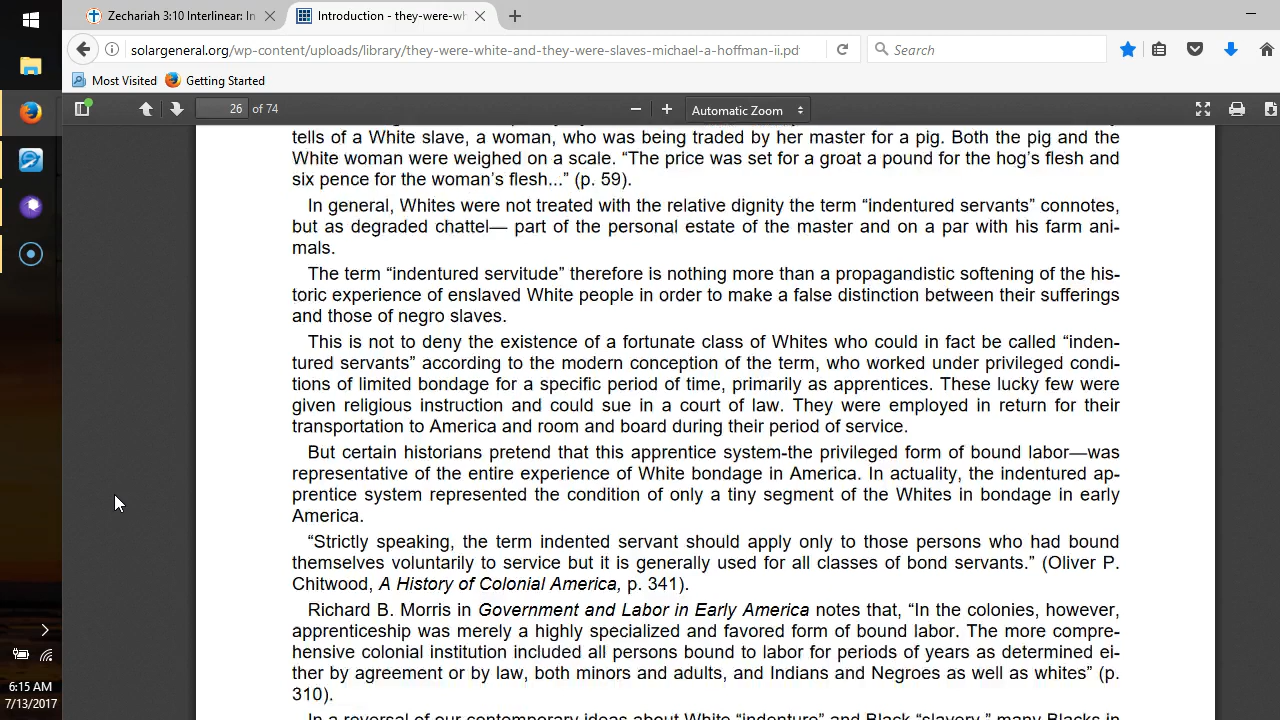 Zechariah 3:10 Interlinear: In
Introduction - they-were-wh
solargeneral.org/wp-content/uploads/library/they-were-white-and-they-were-slaves-michael-a-hoffman-ii.pd
Search
Most Visited
Getting Started
26 of 74
Automatic Zoom
tells of a White slave, a woman, who was being traded by her master for a pig. Both the pig and the
White woman were weighed on a scale. “The price was set for a groat a pound for the hog’s flesh and
six pence for the woman’s flesh...” (p. 59).
In general, Whites were not treated with the relative dignity the term “indentured servants” connotes,
but as degraded chattel— part of the personal estate of the master and on a par with his farm ani-
mals.
The term “indentured servitude” therefore is nothing more than a propagandistic softening of the his-
toric experience of enslaved White people in order to make a false distinction between their sufferings
and those of negro slaves.
This is not to deny the existence of a fortunate class of Whites who could in fact be called “inden-
tured servants” according to the modern conception of the term, who worked under privileged condi-
tions of limited bondage for a specific period of time, primarily as apprentices. These lucky few were
given religious instruction and could sue in a court of law. They were employed in return for their
transportation to America and room and board during their period of service.
But certain historians pretend that this apprentice system-the privileged form of bound labor—was
representative of the entire experience of White bondage in America. In actuality, the indentured ap-
prentice system represented the condition of only a tiny segment of the Whites in bondage in early
America.
“Strictly speaking, the term indented servant should apply only to those persons who had bound
themselves voluntarily to service but it is generally used for all classes of bond servants.” (Oliver P.
Chitwood, A History of Colonial America, p. 341).
Richard B. Morris in Government and Labor in Early America notes that, “In the colonies, however,
apprenticeship was merely a highly specialized and favored form of bound labor. The more compre-
hensive colonial institution included all persons bound to labor for periods of years as determined ei-
ther by agreement or by law, both minors and adults, and Indians and Negroes as well as whites” (p.
310).
In a reversal of our contemporary ideas about White “indenture” and Black “slavery,” many Blacks in
6:15 AM
7/13/2017